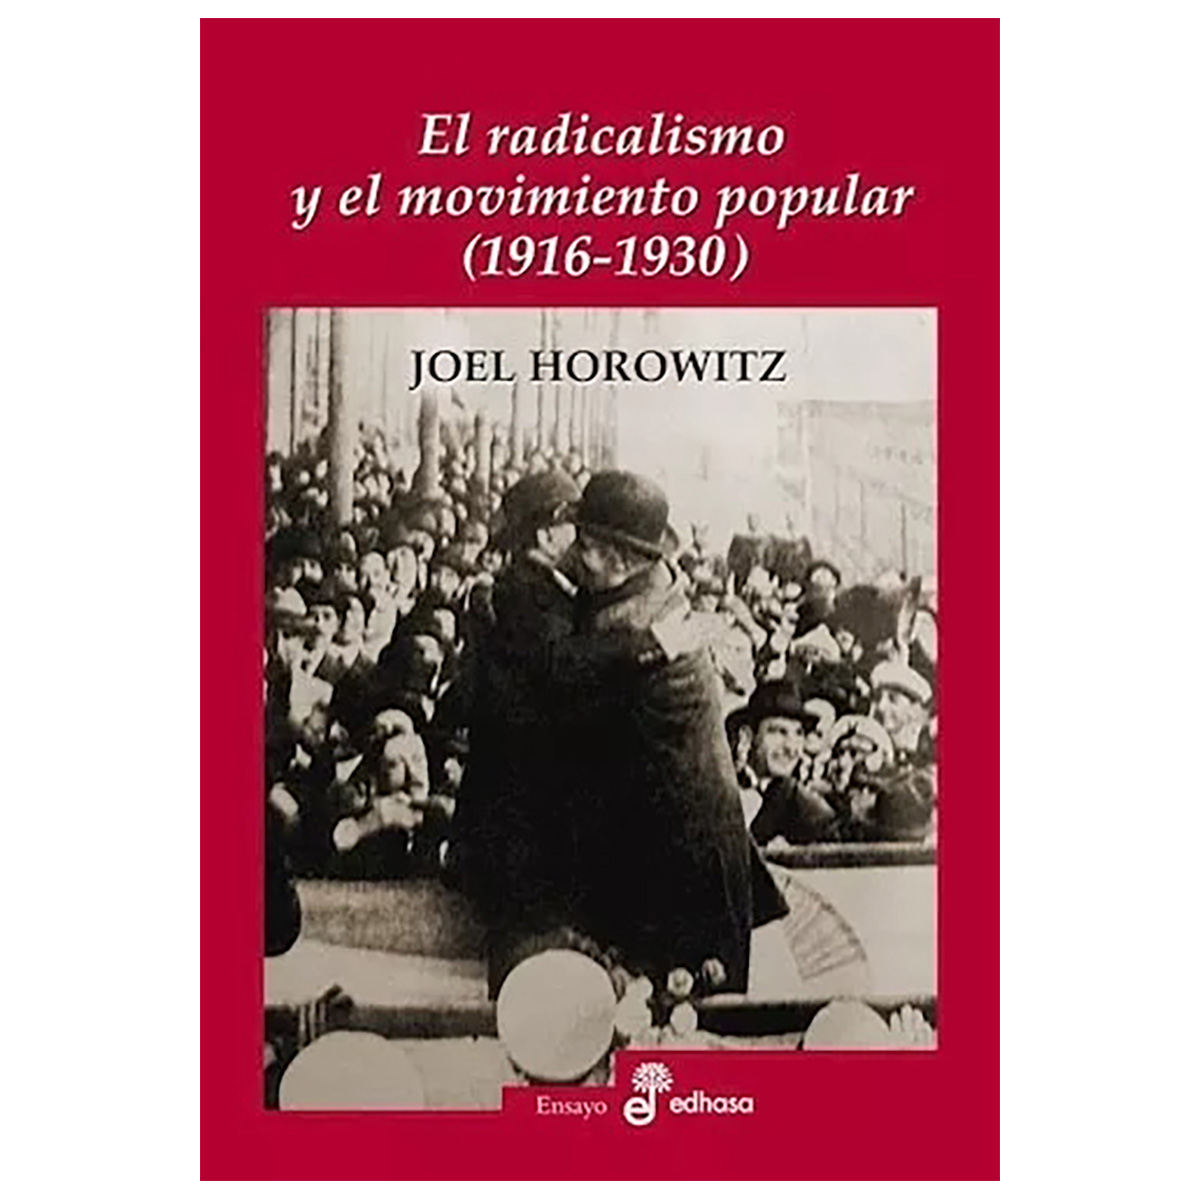 El radicalismo
y el movimiento popular
(1916-1930)
JOEL HOROWITZ
Ensayo
edhasa